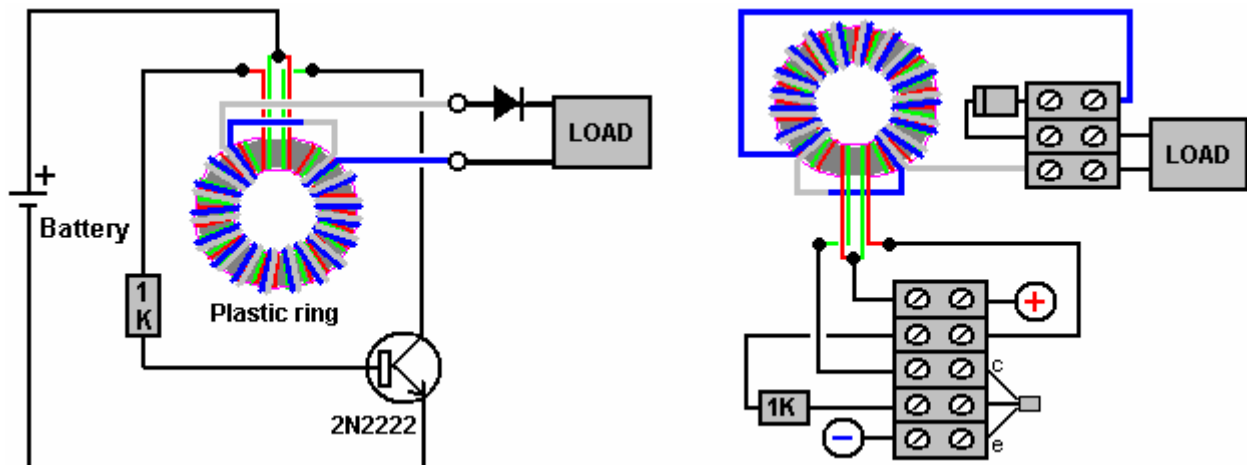 +
Battery
1
K
Plastic ring
2N2222
LOAD
LOAD
+
c
1K
−
e